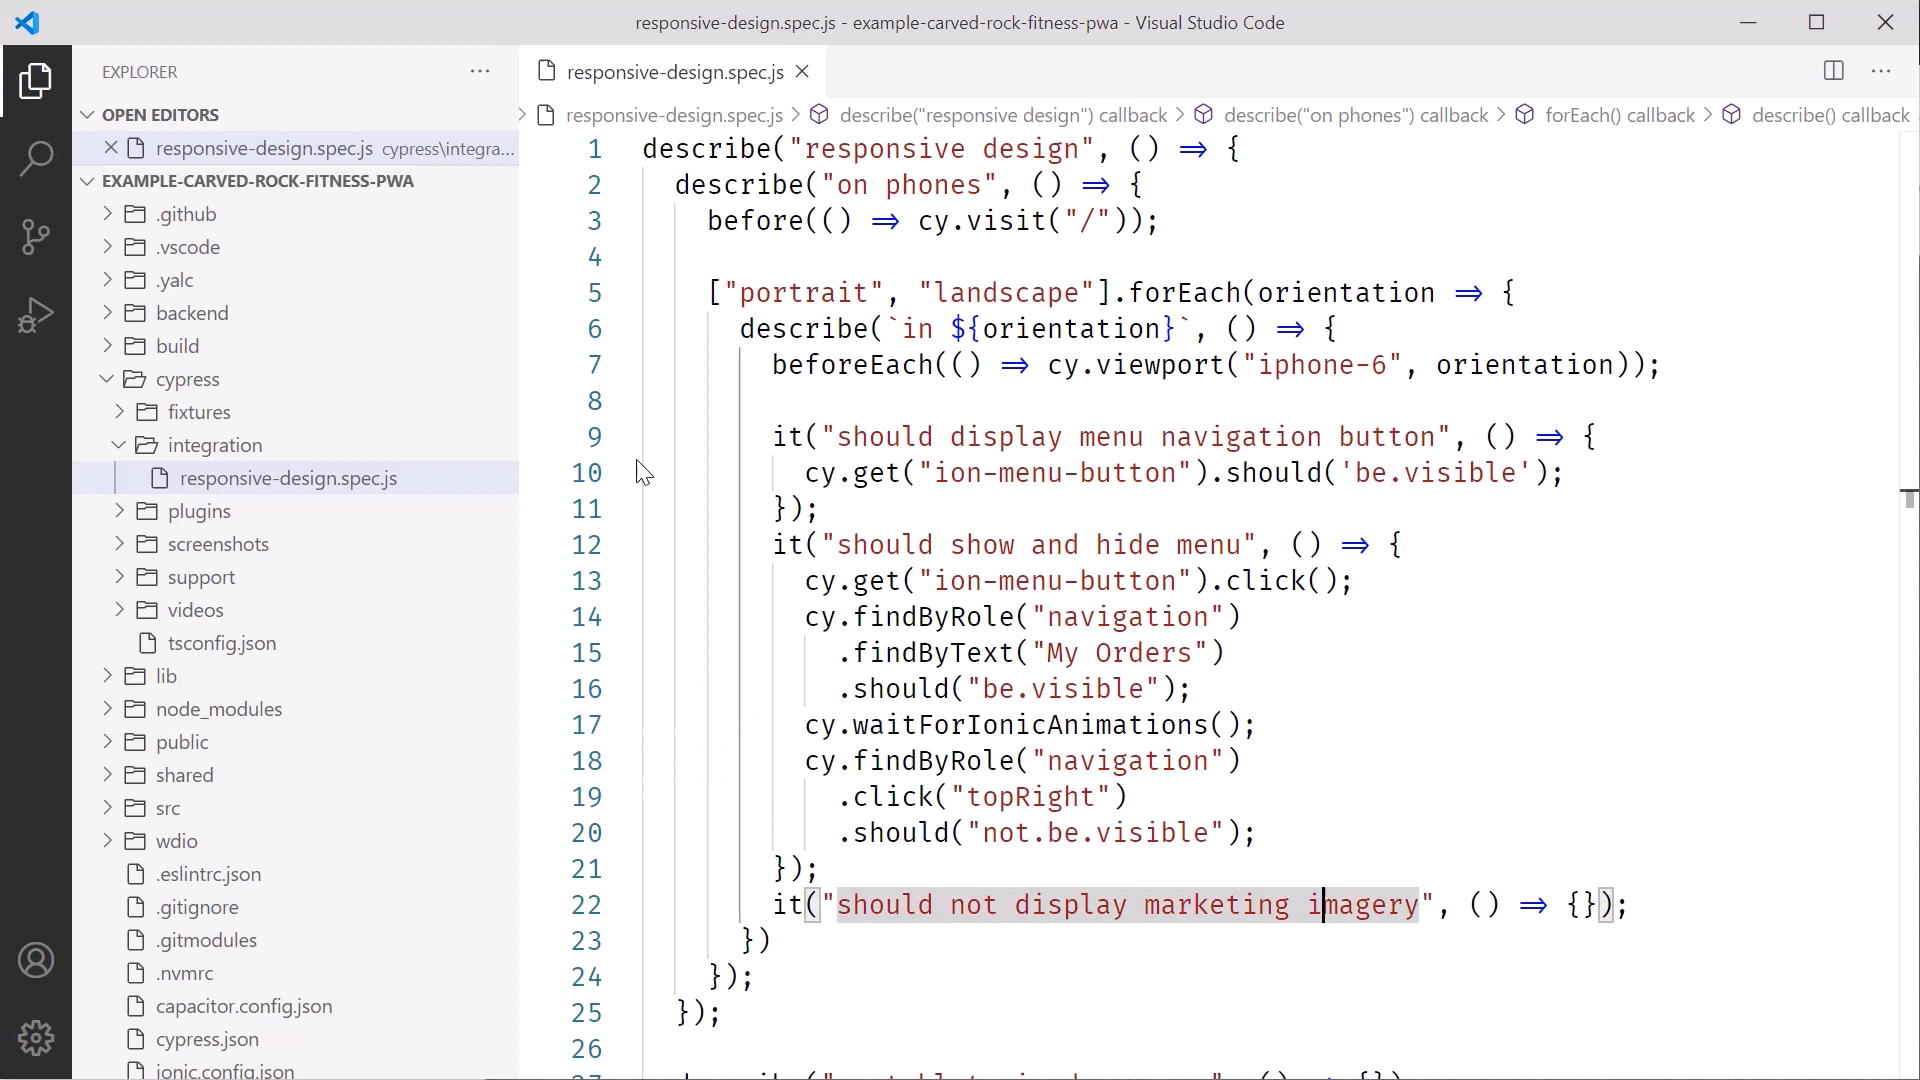 responsive-design.spec.js - example-carved-rock-fitness-pwa - Visual Studio Code
EXPLORER
OPEN EDITORS
responsive-design.spec.js cypress\integra...
EXAMPLE-CARVED-ROCK-FITNESS-PWA
.github
.vscode
.yalc
backend
build
cypress
fixtures
integration
responsive-design.spec.js
plugins
screenshots
support
videos
tsconfig.json
lib
node_modules
public
shared
src
wdio
.eslintrc.json
.gitignore
.gitmodules
.nvmrc
capacitor.config.json
cypress.json
ionic.config.json
responsive-design.spec.js
responsive-design.spec.js > describe("responsive design") callback > describe("on phones") callback > forEach() callback > describe() callback
1 describe("responsive design", () ⇒ {
2 describe("on phones", () ⇒ {
3 before(() ⇒ cy.visit("/"));
4
5 ["portrait", "landscape"].forEach(orientation ⇒ {
6 describe(`in ${orientation}`, () ⇒ {
7 beforeEach(() ⇒ cy.viewport("iphone-6", orientation));
8
9 it("should display menu navigation button", () ⇒ {
10 cy.get("ion-menu-button").should('be.visible');
11 });
12 it("should show and hide menu", () ⇒ {
13 cy.get("ion-menu-button").click();
14 cy.findByRole("navigation")
15 .findByText("My Orders")
16 .should("be.visible");
17 cy.waitForIonicAnimations();
18 cy.findByRole("navigation")
19 .click("topRight")
20 .should("not.be.visible");
21 });
22 it("should not display marketing imagery", () ⇒ {});
23 })
24 });
25 });
26